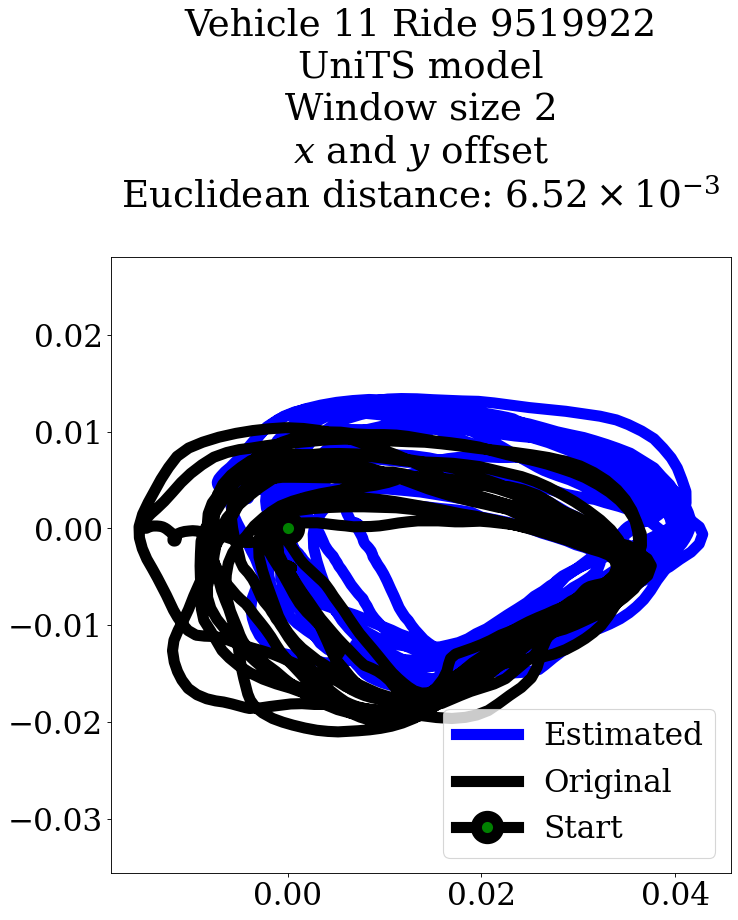 Vehicle 11 Ride 9519922
UniTS model
Window size 2
x and y offset
Euclidean distance: 6.52 × 10⁻³
0.02
0.01
0.00
−0.01
−0.02
−0.03
0.00 0.02 0.04
Estimated
Original
Start